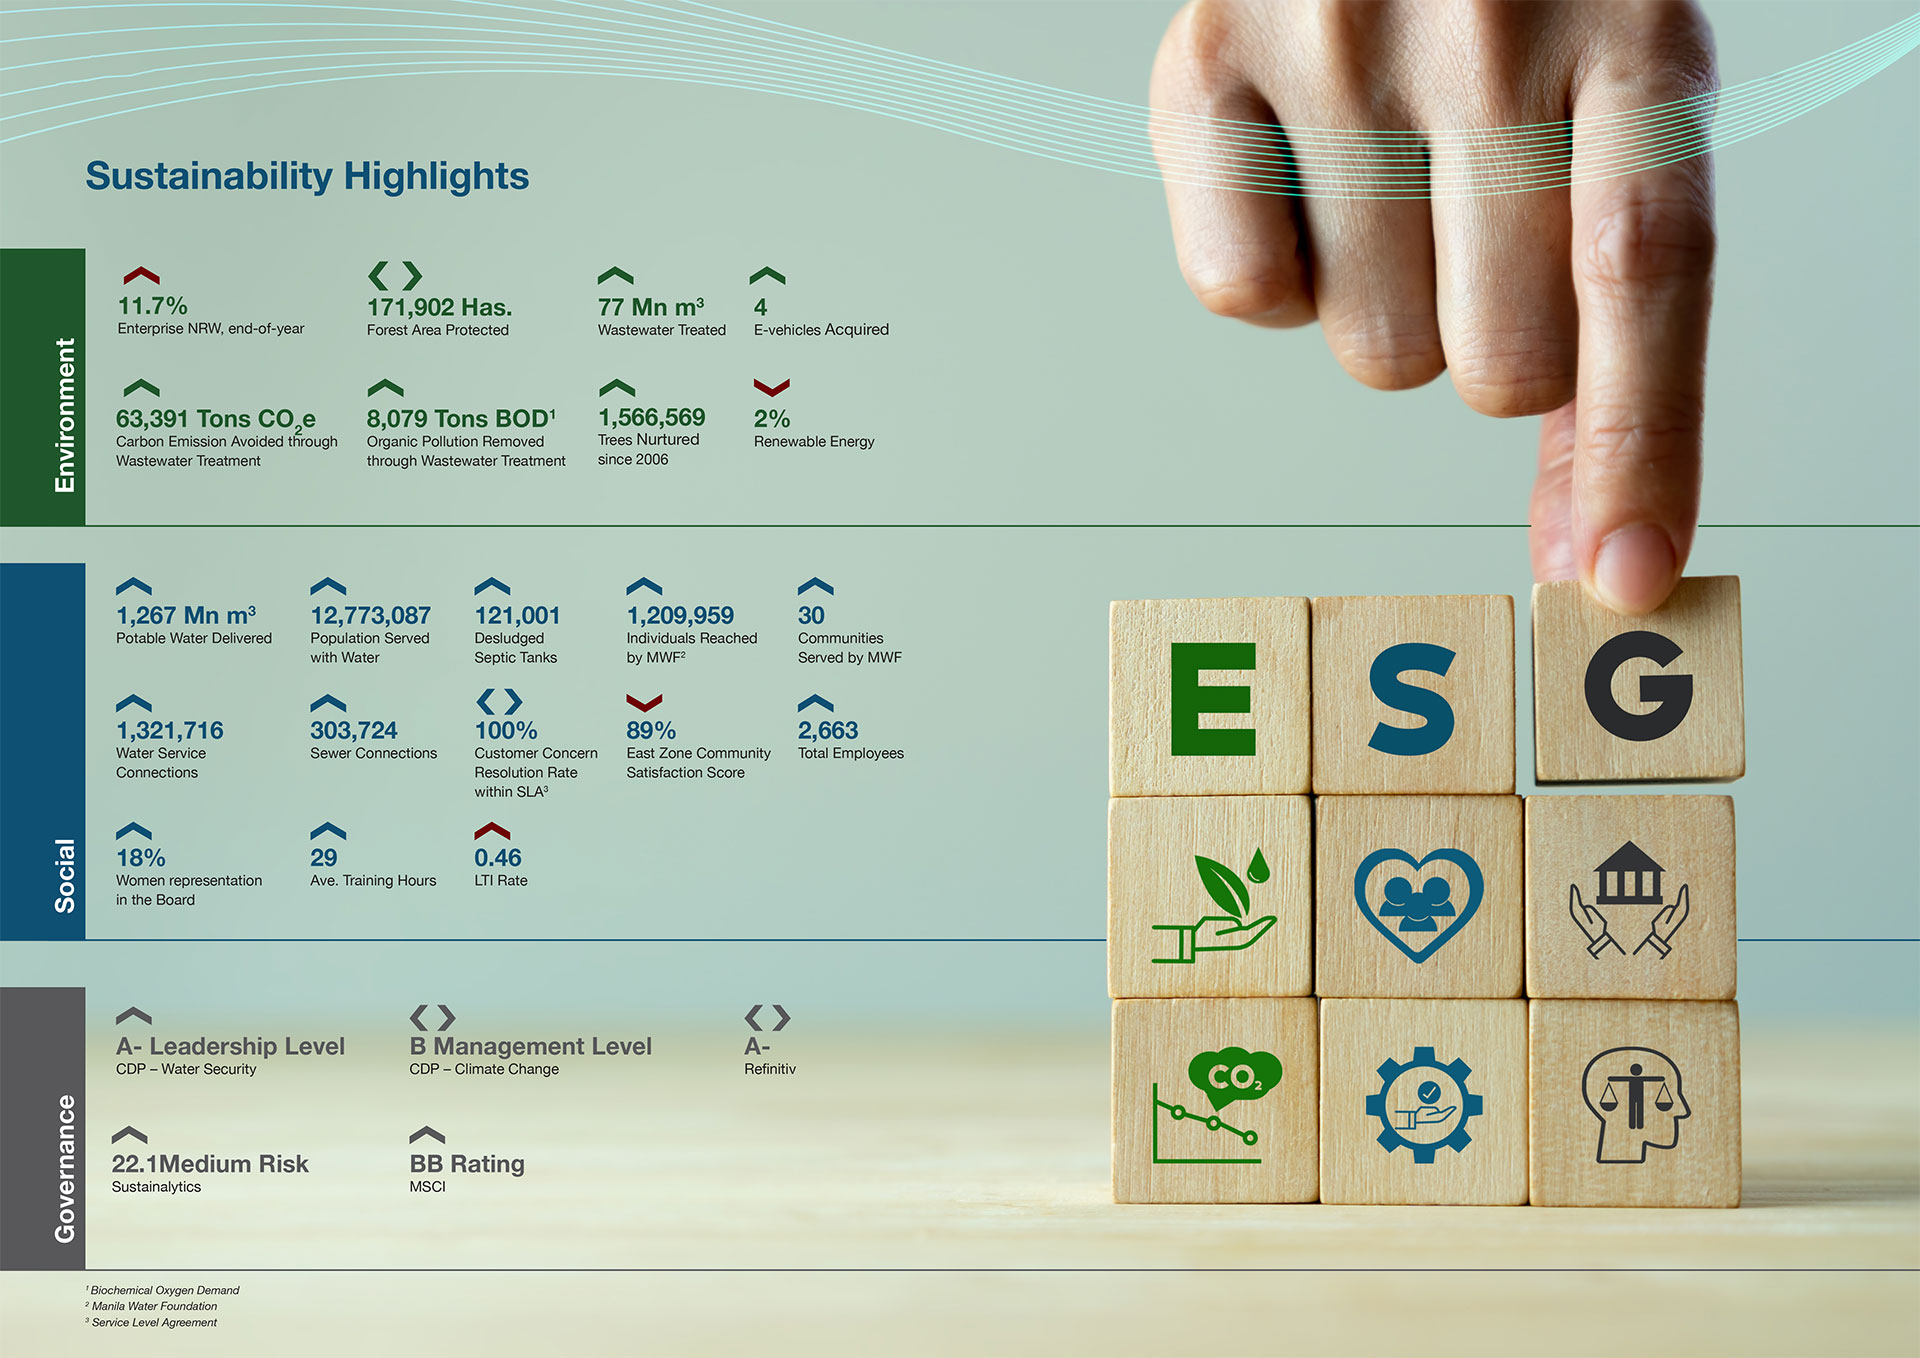 Sustainability Highlights
Environment
11.7%
Enterprise NRW, end-of-year
171,902 Has.
Forest Area Protected
77 Mn m³
Wastewater Treated
4
E-vehicles Acquired
63,391 Tons CO₂e
Carbon Emission Avoided through
Wastewater Treatment
8,079 Tons BOD¹
Organic Pollution Removed
through Wastewater Treatment
1,566,569
Trees Nurtured
since 2006
2%
Renewable Energy
Social
1,267 Mn m³
Potable Water Delivered
12,773,087
Population Served
with Water
121,001
Desludged
Septic Tanks
1,209,959
Individuals Reached
by MWF²
30
Communities
Served by MWF
1,321,716
Water Service
Connections
303,724
Sewer Connections
100%
Customer Concern
Resolution Rate
within SLA³
89%
East Zone Community
Satisfaction Score
2,663
Total Employees
18%
Women representation
in the Board
29
Ave. Training Hours
0.46
LTI Rate
Governance
A- Leadership Level
CDP – Water Security
B Management Level
CDP – Climate Change
A-
Refinitiv
22.1Medium Risk
Sustainalytics
BB Rating
MSCI
¹ Biochemical Oxygen Demand
² Manila Water Foundation
³ Service Level Agreement
E S G
CO₂